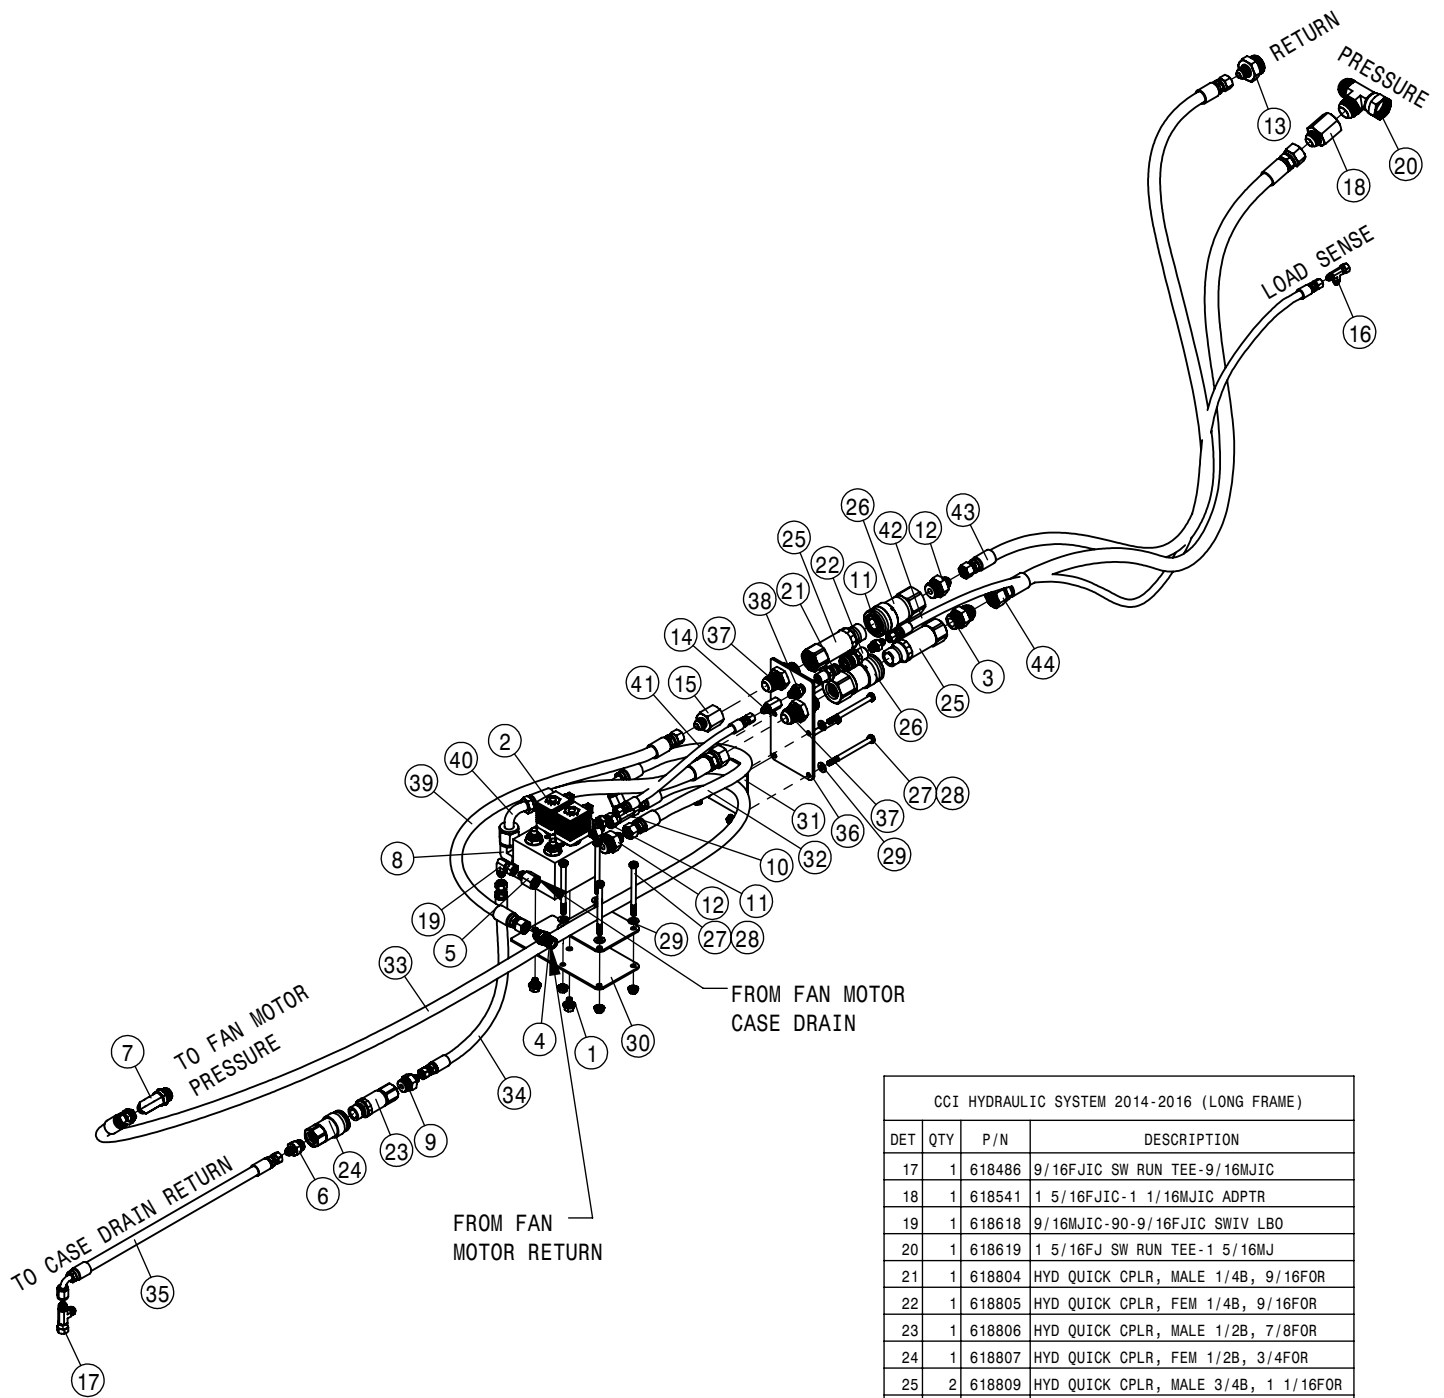 RETURN
PRESSURE
13
18
20
LOAD SENSE
16
26
42
12
43
25
22
11
21
38
37
14
41
15
2
40
39
3
44
25
26
27 28
37
36
29
31
32
10
8
11
12
19
5
27 28
29
33
FROM FAN MOTOR
CASE DRAIN
4
1
30
TO FAN MOTOR
PRESSURE
7
34
9
23
24
6
FROM FAN
MOTOR RETURN
TO CASE DRAIN RETURN
35
17
CCI HYDRAULIC SYSTEM 2014-2016 (LONG FRAME)
DET QTY P/N DESCRIPTION
17 1 618486 9/16FJIC SW RUN TEE-9/16MJIC
18 1 618541 1 5/16FJIC-1 1/16MJIC ADPTR
19 1 618618 9/16MJIC-90-9/16FJIC SWIV LBO
20 1 618619 1 5/16FJ SW RUN TEE-1 5/16MJ
21 1 618804 HYD QUICK CPLR, MALE 1/4B, 9/16FOR
22 1 618805 HYD QUICK CPLR, FEM 1/4B, 9/16FOR
23 1 618806 HYD QUICK CPLR, MALE 1/2B, 7/8FOR
24 1 618807 HYD QUICK CPLR, FEM 1/2B, 3/4FOR
25 2 618809 HYD QUICK CPLR, MALE 3/4B, 1 1/16FOR